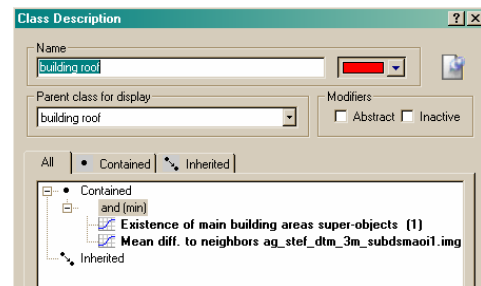 Class Description
Name
building roof
Parent class for display
Modifiers
building roof
Abstract
Inactive
All
Contained
Inherited
Contained
and (min)
Existence of main building areas super-objects (1)
Mean diff. to neighbors ag_stef_dtm_3m_subdsmaoi1.img
Inherited